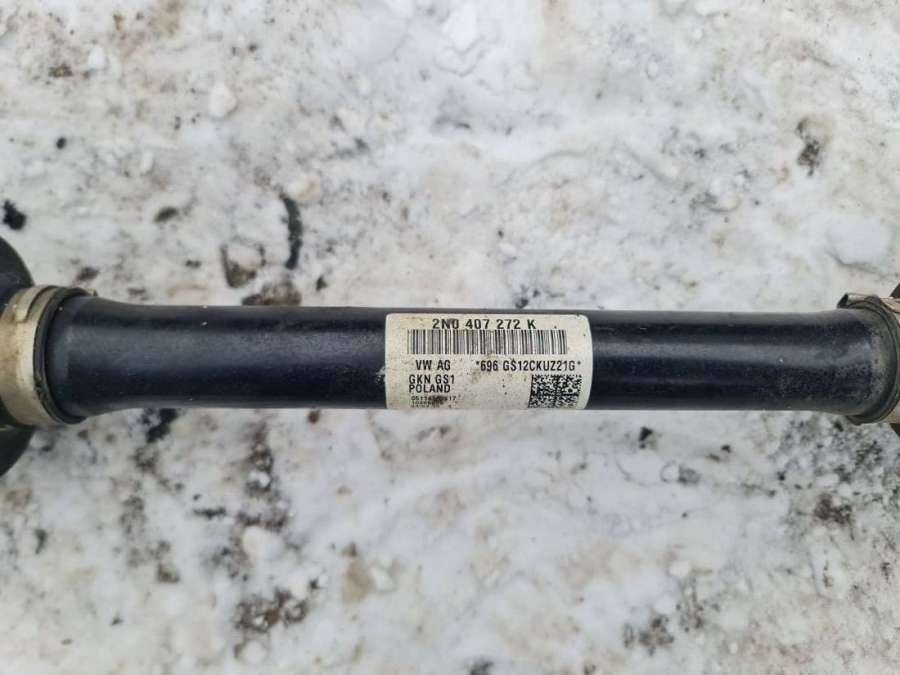 2N0 407 272 K
VW AG *696 GS12CKUZ21G*
GKN GS1
POLAND